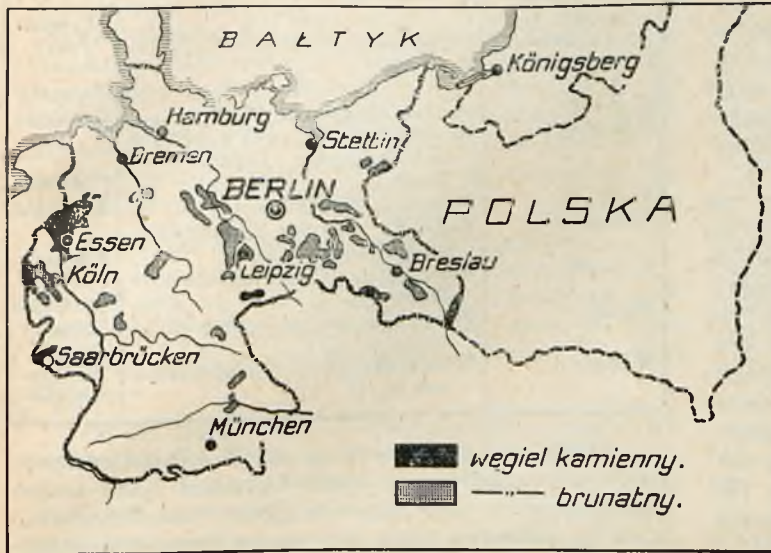 BAŁTYK
Königsberg
Hamburg
Stettin
Bremen
BERLIN
POLSKA
Essen
Leipzig
Breslau
Köln
Saarbrücken
München
wegiel kamienny.
brunatny.